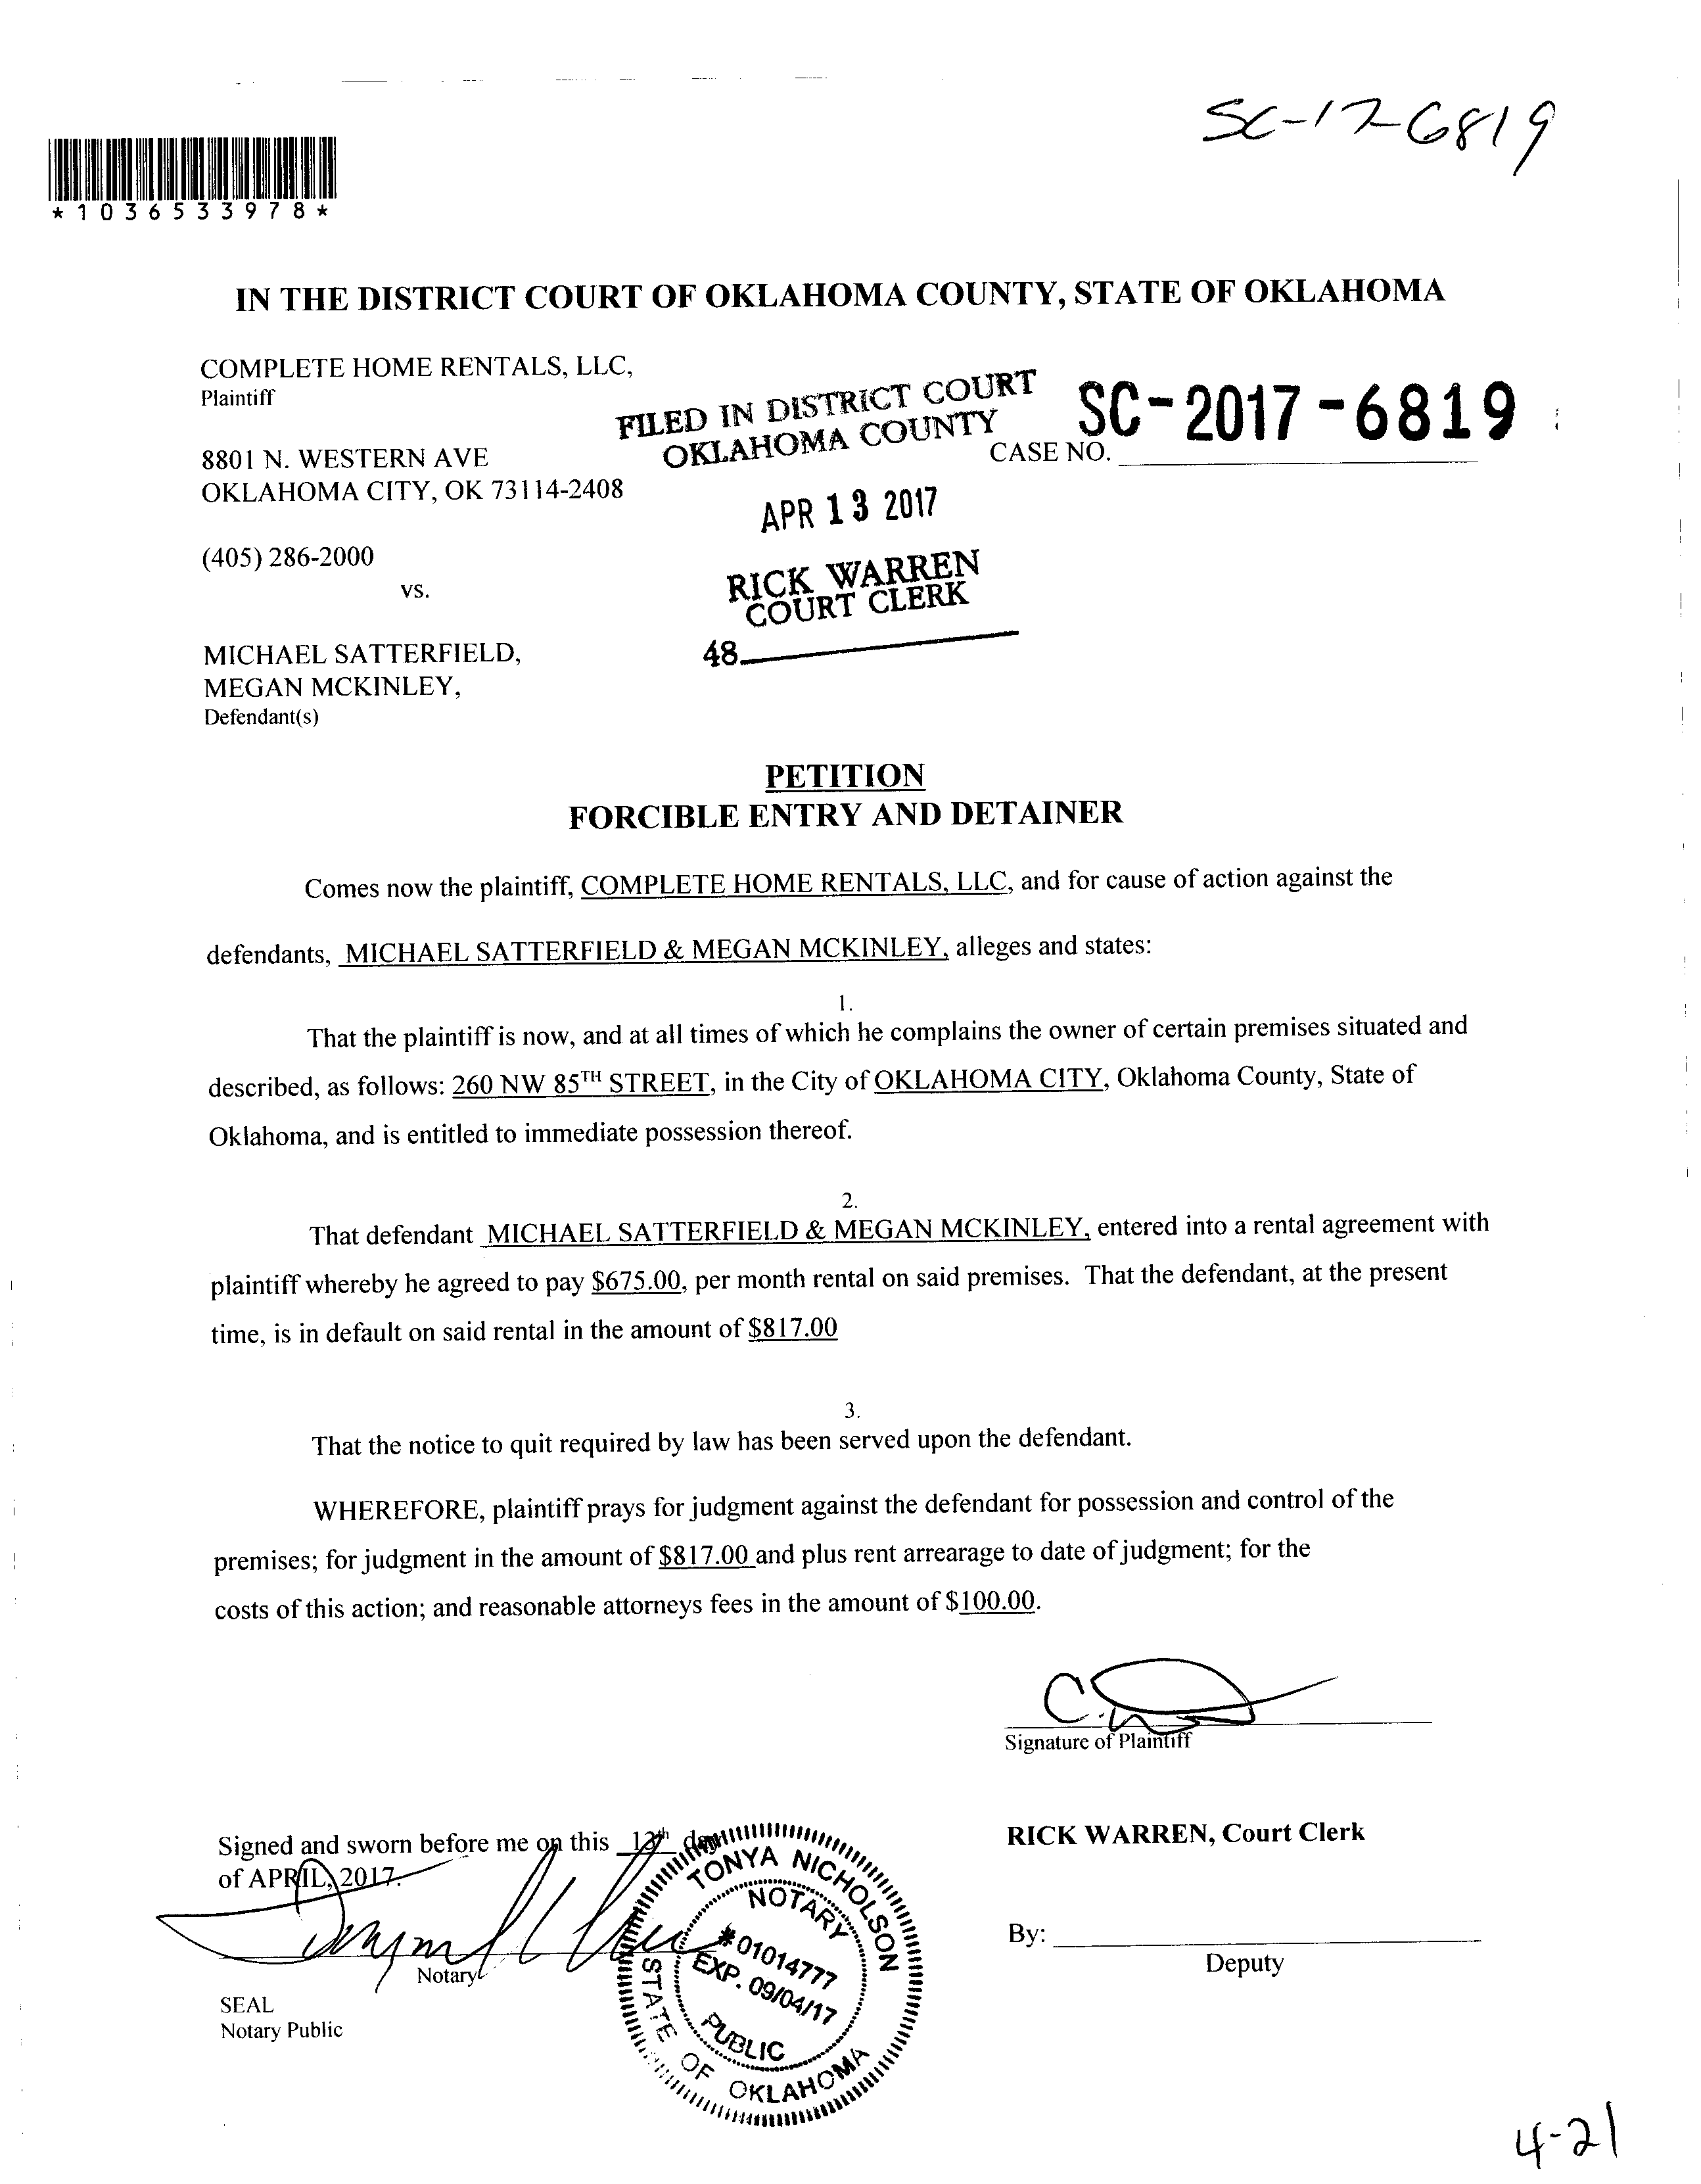 SC-17-6819
*1036533978*
IN THE DISTRICT COURT OF OKLAHOMA COUNTY, STATE OF OKLAHOMA
COMPLETE HOME RENTALS, LLC,
Plaintiff
8801 N. WESTERN AVE
OKLAHOMA CITY, OK 73114-2408
(405) 286-2000
vs.
MICHAEL SATTERFIELD,
MEGAN MCKINLEY,
Defendant(s)
FILED IN DISTRICT COURT
OKLAHOMA COUNTY
APR 13 2017
RICK WARREN
COURT CLERK
48
SC-2017-6819
CASE NO.
PETITION
FORCIBLE ENTRY AND DETAINER
Comes now the plaintiff, COMPLETE HOME RENTALS, LLC, and for cause of action against the
defendants, MICHAEL SATTERFIELD & MEGAN MCKINLEY, alleges and states:
1.
That the plaintiff is now, and at all times of which he complains the owner of certain premises situated and
described, as follows: 260 NW 85TH STREET, in the City of OKLAHOMA CITY, Oklahoma County, State of
Oklahoma, and is entitled to immediate possession thereof.
2.
That defendant MICHAEL SATTERFIELD & MEGAN MCKINLEY, entered into a rental agreement with
plaintiff whereby he agreed to pay $675.00, per month rental on said premises. That the defendant, at the present
time, is in default on said rental in the amount of $817.00
3.
That the notice to quit required by law has been served upon the defendant.
WHEREFORE, plaintiff prays for judgment against the defendant for possession and control of the
premises; for judgment in the amount of $817.00 and plus rent arrearage to date of judgment; for the
costs of this action; and reasonable attorneys fees in the amount of $100.00.
Signature of Plaintiff
Signed and sworn before me on this day
of APRIL, 2017.
Notary
SEAL
Notary Public
TONYA NICHOLSON
NOTARY
#01014777
EXP. 09/04/17
PUBLIC
STATE OF OKLAHOMA
RICK WARREN, Court Clerk
By:
Deputy
4-21